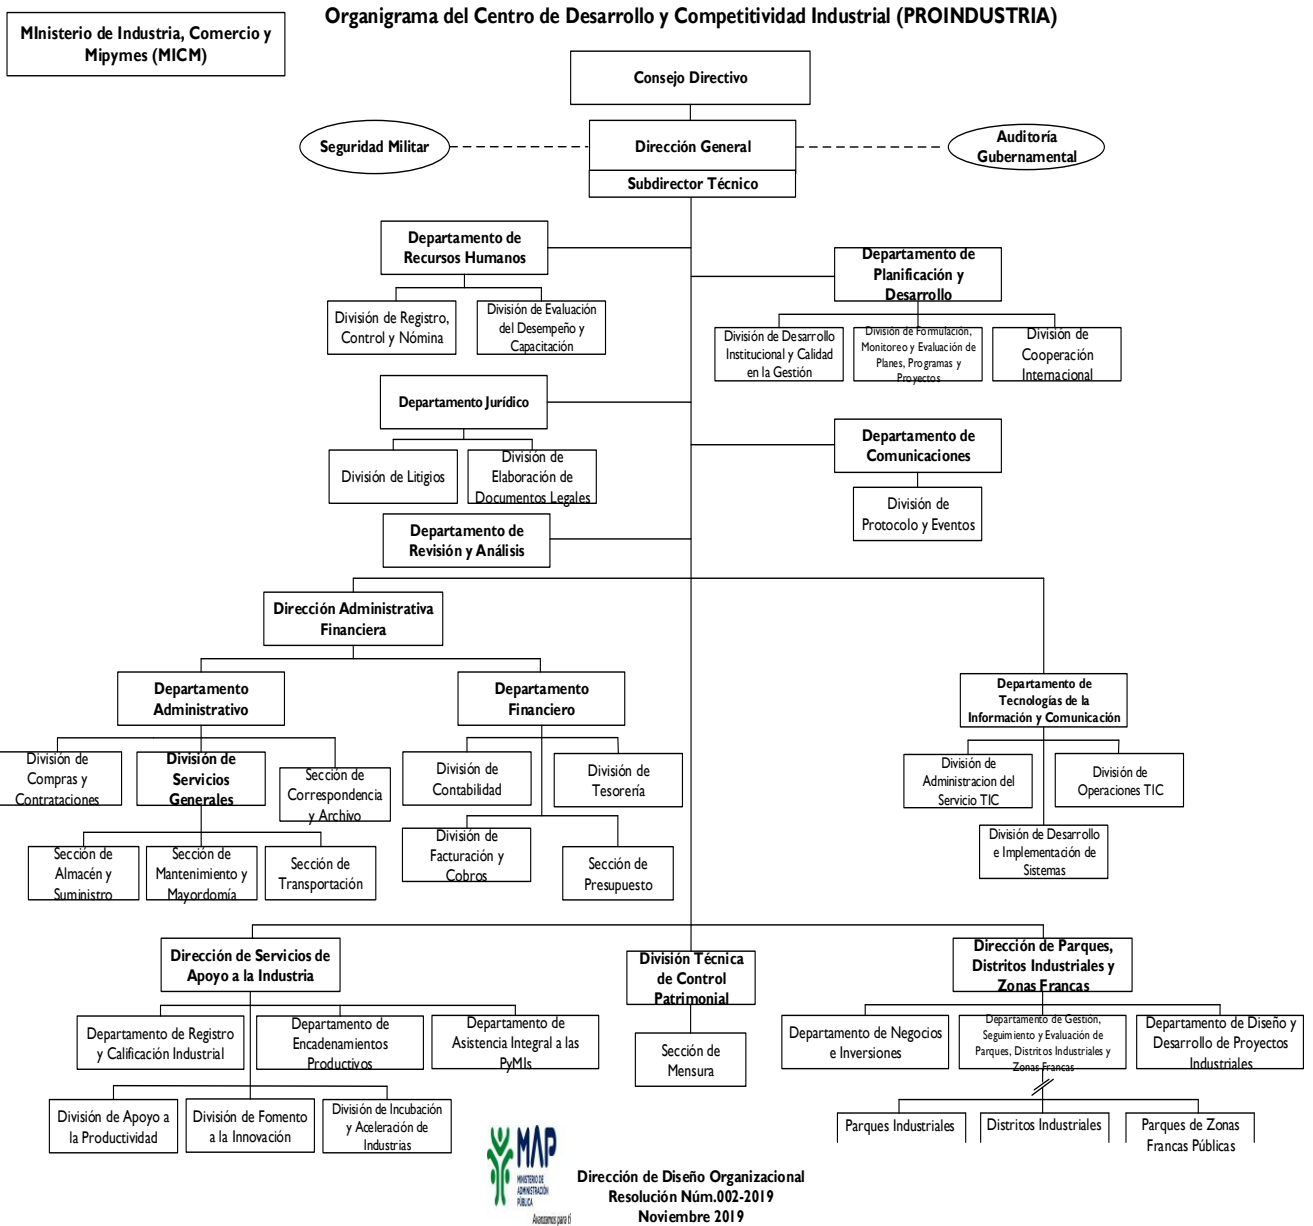 Organigrama del Centro de Desarrollo y Competitividad Industrial (PROINDUSTRIA)
MInisterio de Industria, Comercio y
Mipymes (MICM)
Consejo Directivo
Seguridad Militar
Dirección General
Auditoría
Gubernamental
Subdirector Técnico
Departamento de
Recursos Humanos
División de Registro,
Control y Nómina
División de Evaluación
del Desempeño y
Capacitación
Departamento de
Planificación y
Desarrollo
División de Desarrollo
Institucional y Calidad
en la Gestión
División de Formulación,
Monitoreo y Evaluación de
Planes, Programas y
Proyectos
División de
Cooperación
Internacional
Departamento Jurídico
División de Litigios
División de
Elaboración de
Documentos Legales
Departamento de
Comunicaciones
División de
Protocolo y Eventos
Departamento de
Revisión y Análisis
Dirección Administrativa
Financiera
Departamento
Administrativo
Departamento
Financiero
Departamento de
Tecnologías de la
Información y Comunicación
División de
Compras y
Contrataciones
División de
Servicios
Generales
Sección de
Correspondencia
y Archivo
División de
Contabilidad
División de
Tesorería
División de
Administracion del
Servicio TIC
División de
Operaciones TIC
Sección de
Almacén y
Suministro
Sección de
Mantenimiento y
Mayordomía
Sección de
Transportación
División de
Facturación y
Cobros
Sección de
Presupuesto
División de Desarrollo
e Implementación de
Sistemas
Dirección de Servicios de
Apoyo a la Industria
División Técnica
de Control
Patrimonial
Dirección de Parques,
Distritos Industriales y
Zonas Francas
Departamento de Registro
y Calificación Industrial
Departamento de
Encadenamientos
Productivos
Departamento de
Asistencia Integral a las
PyMIs
Sección de
Mensura
Departamento de Negocios
e Inversiones
Departamento de Gestión,
Seguimiento y Evaluación de
Parques, Distritos Industriales y
Zonas Francas
Departamento de Diseño y
Desarrollo de Proyectos
Industriales
División de Apoyo a
la Productividad
División de Fomento
a la Innovación
División de Incubación
y Aceleración de
Industrias
Parques Industriales
Distritos Industriales
Parques de Zonas
Francas Públicas
MAP
MINISTERIO DE
ADMINISTRACIÓN
PÚBLICA
Avanzamos para ti
Dirección de Diseño Organizacional
Resolución Núm.002-2019
Noviembre 2019